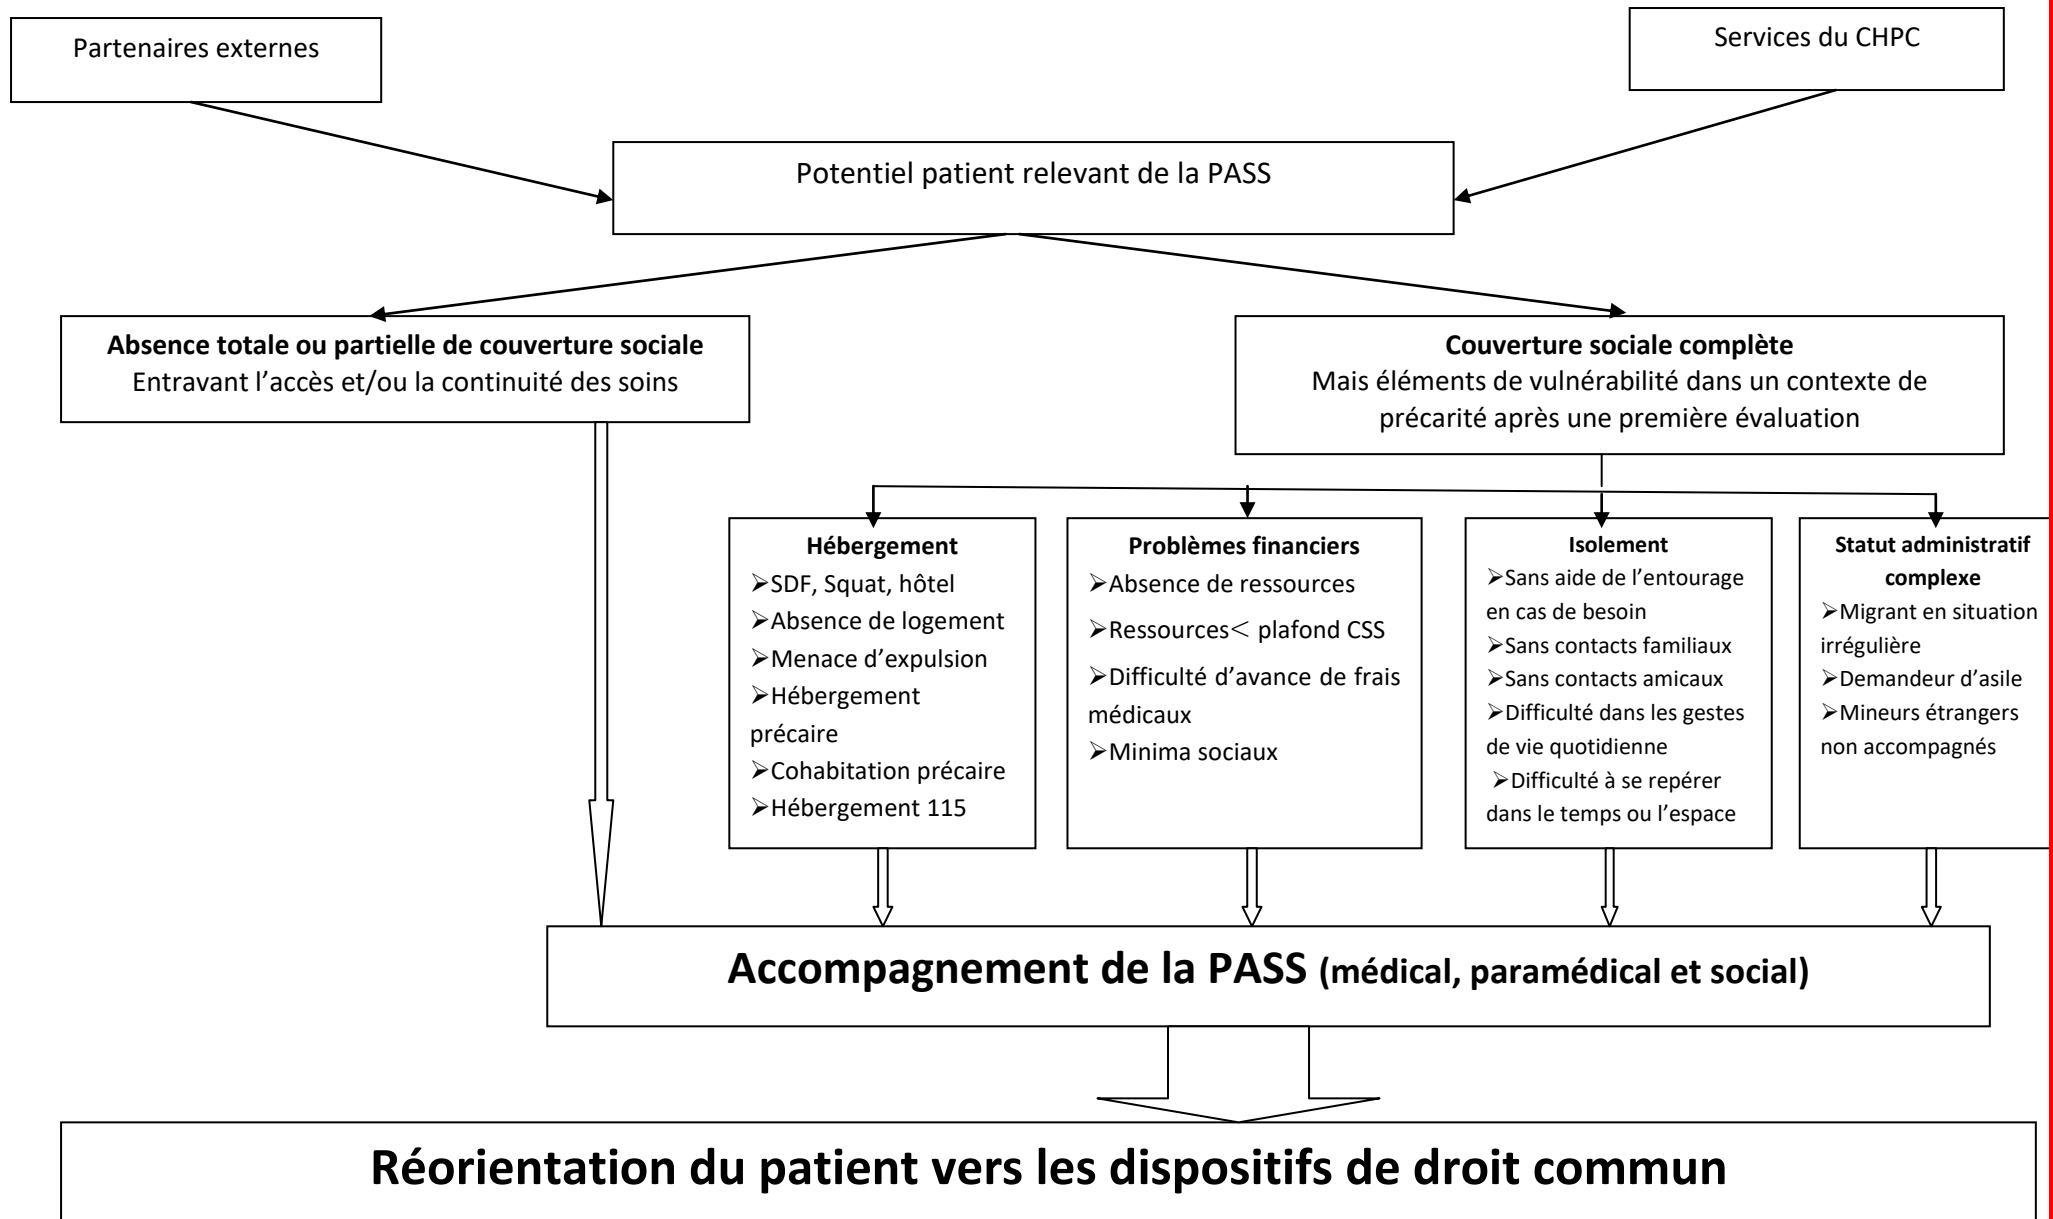 Partenaires externes
Services du CHPC
Potentiel patient relevant de la PASS
Absence totale ou partielle de couverture sociale
Entravant l’accès et/ou la continuité des soins
Couverture sociale complète
Mais éléments de vulnérabilité dans un contexte de
précarité après une première évaluation
Hébergement
➢SDF, Squat, hôtel
➢Absence de logement
➢Menace d’expulsion
➢Hébergement
précaire
➢Cohabitation précaire
➢Hébergement 115
Problèmes financiers
➢Absence de ressources
➢Ressources< plafond CSS
➢Difficulté d’avance de frais
médicaux
➢Minima sociaux
Isolement
➢Sans aide de l’entourage
en cas de besoin
➢Sans contacts familiaux
➢Sans contacts amicaux
➢Difficulté dans les gestes
de vie quotidienne
➢Difficulté à se repérer
dans le temps ou l’espace
Statut administratif
complexe
➢Migrant en situation
irrégulière
➢Demandeur d’asile
➢Mineurs étrangers
non accompagnés
Accompagnement de la PASS (médical, paramédical et social)
Réorientation du patient vers les dispositifs de droit commun